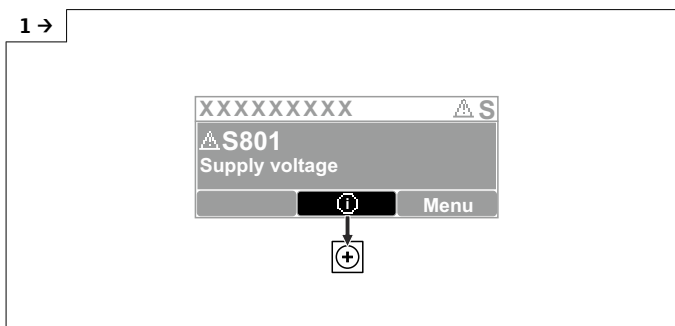 1 →
XXXXXXXXX ⚠ S
⚠S801
Supply voltage
ⓘ Menu
+